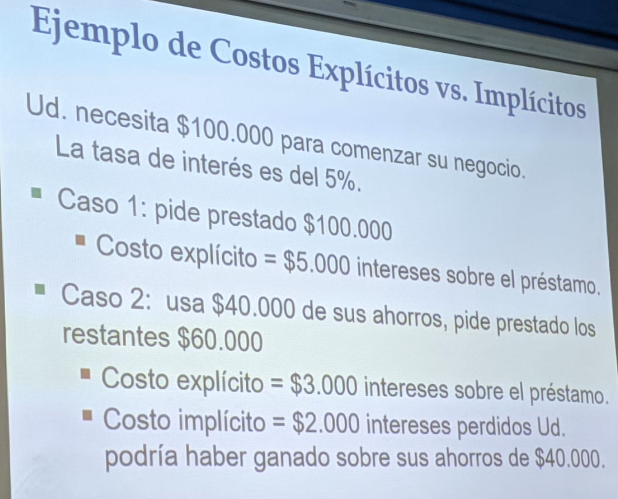 Ejemplo de Costos Explícitos vs. Implícitos
Ud. necesita $100.000 para comenzar su negocio.
La tasa de interés es del 5%.
Caso 1: pide prestado $100.000
Costo explícito = $5.000 intereses sobre el préstamo.
Caso 2: usa $40.000 de sus ahorros, pide prestado los
restantes $60.000
Costo explícito = $3.000 intereses sobre el préstamo.
Costo implícito = $2.000 intereses perdidos Ud.
podría haber ganado sobre sus ahorros de $40.000.